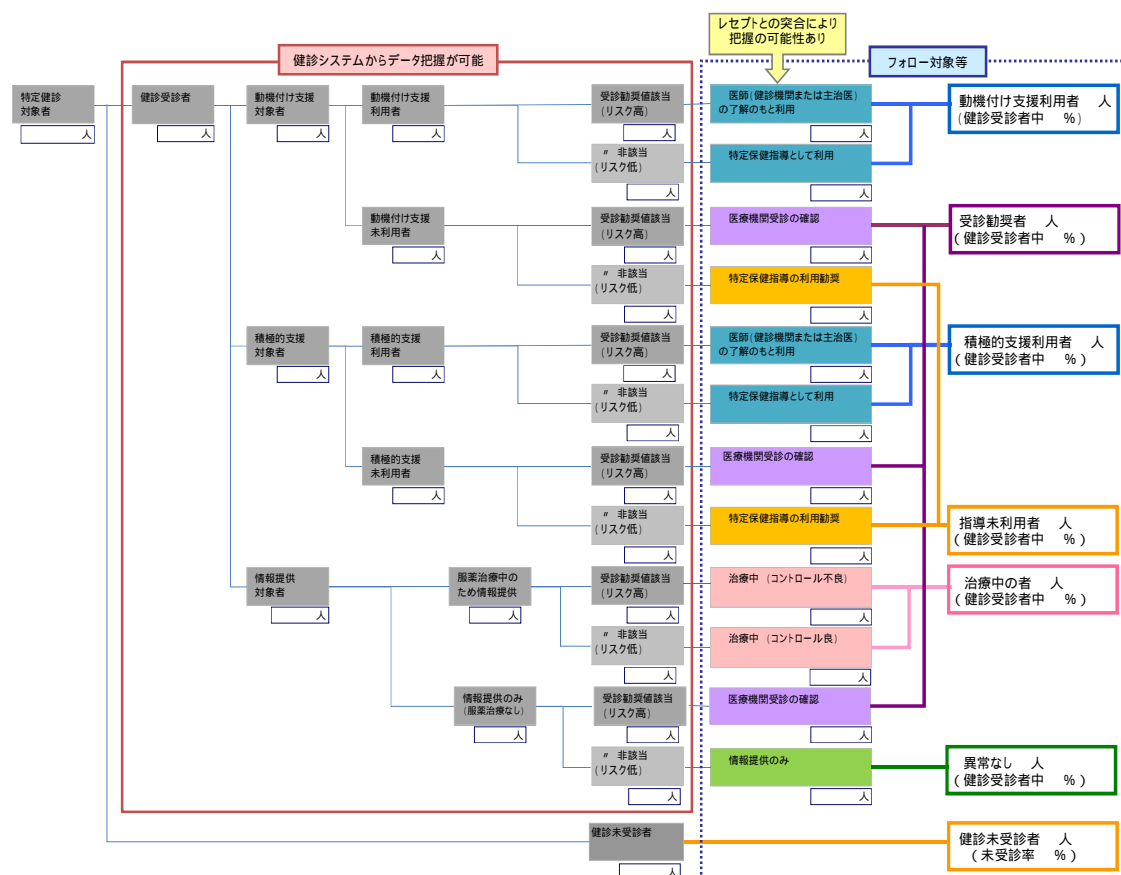 レセプトとの突合により
把握の可能性あり
健診システムからデータ把握が可能
フォロー対象等
特定健診
対象者
人
健診受診者
人
動機付け支援
対象者
人
動機付け支援
利用者
人
受診勧奨値該当
(リスク高)
人
医師(健診機関または主治医)
の了解のもと利用
人
動機付け支援利用者　人
(健診受診者中　%)
〃 非該当
(リスク低)
人
特定保健指導として利用
人
動機付け支援
未利用者
人
受診勧奨値該当
(リスク高)
人
医療機関受診の確認
人
受診勧奨者　人
(健診受診者中　%)
〃 非該当
(リスク低)
人
特定保健指導の利用勧奨
人
積極的支援
対象者
人
積極的支援
利用者
人
受診勧奨値該当
(リスク高)
人
医師(健診機関または主治医)
の了解のもと利用
人
積極的支援利用者　人
(健診受診者中　%)
〃 非該当
(リスク低)
人
特定保健指導として利用
人
積極的支援
未利用者
人
受診勧奨値該当
(リスク高)
人
医療機関受診の確認
人
〃 非該当
(リスク低)
人
特定保健指導の利用勧奨
人
指導未利用者　人
(健診受診者中　%)
情報提供
対象者
人
服薬治療中の
ため情報提供
人
受診勧奨値該当
(リスク高)
人
治療中 (コントロール不良)
人
治療中の者　人
(健診受診者中　%)
〃 非該当
(リスク低)
人
治療中 (コントロール良)
人
情報提供のみ
(服薬治療なし)
人
受診勧奨値該当
(リスク高)
人
医療機関受診の確認
人
〃 非該当
(リスク低)
人
情報提供のみ
人
異常なし　人
(健診受診者中　%)
健診未受診者
人
健診未受診者　人
(未受診率　%)